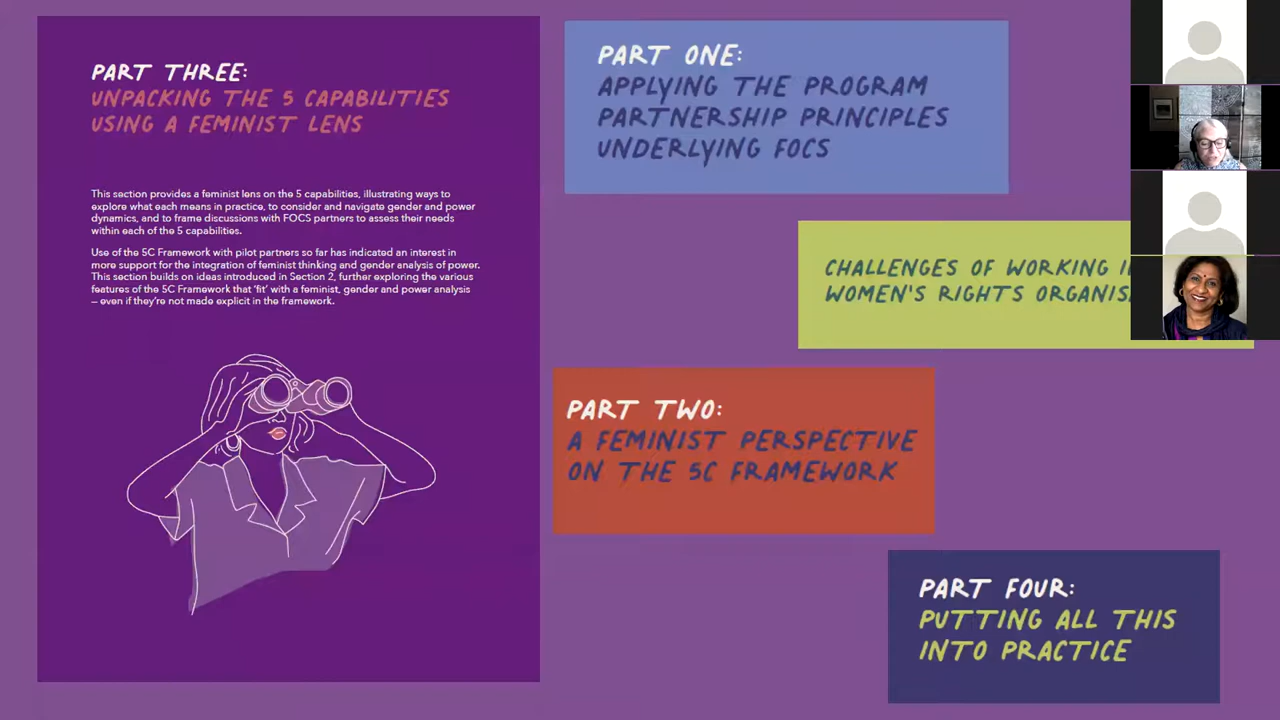 PART THREE:
UNPACKING THE 5 CAPABILITIES
USING A FEMINIST LENS
This section provides a feminist lens on the 5 capabilities, illustrating ways to
explore what each means in practice, to consider and navigate gender and power
dynamics, and to frame discussions with FOCS partners to assess their needs
within each of the 5 capabilities.
Use of the 5C Framework with pilot partners so far has indicated an interest in
more support for the integration of feminist thinking and gender analysis of power.
This section builds on ideas introduced in Section 2, further exploring the various
features of the 5C Framework that 'fit' with a feminist, gender and power analysis
– even if they're not made explicit in the framework.
PART ONE:
APPLYING THE PROGRAM
PARTNERSHIP PRINCIPLES
UNDERLYING FOCS
CHALLENGES OF WORKING
WOMEN'S RIGHTS
PART TWO:
A FEMINIST PERSPECTIVE
ON THE 5C FRAMEWORK
PART FOUR:
PUTTING ALL THIS
INTO PRACTICE